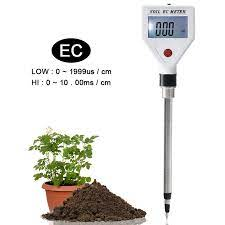 EC
LOW : 0 ~ 1999us / cm
HI : 0 ~ 10 . 00ms / cm
SOIL EC METER
000